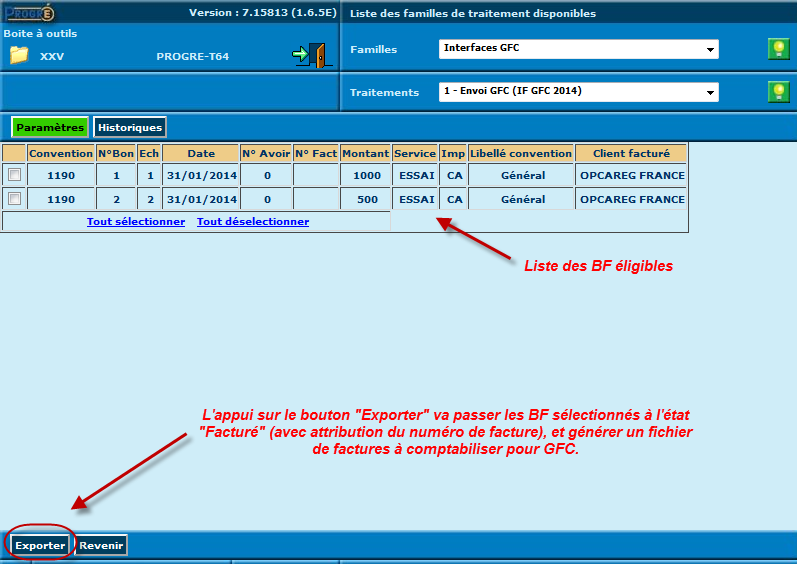 PROGRÉ
Version : 7.15813 (1.6.5E)
Liste des familles de traitement disponibles
Boite à outils
XXV PROGRE-T64
Familles Interfaces GFC
Traitements 1 - Envoi GFC (IF GFC 2014)
Paramètres Historiques
Convention N°Bon Ech Date N° Avoir N° Fact Montant Service Imp Libellé convention Client facturé
1190 1 1 31/01/2014 0 1000 ESSAI CA Général OPCAREG FRANCE
1190 2 2 31/01/2014 0 500 ESSAI CA Général OPCAREG FRANCE
Tout sélectionner Tout déselectionner
Liste des BF éligibles
L'appui sur le bouton "Exporter" va passer les BF sélectionnés à l'état
"Facturé" (avec attribution du numéro de facture), et générer un fichier
de factures à comptabiliser pour GFC.
Exporter Revenir